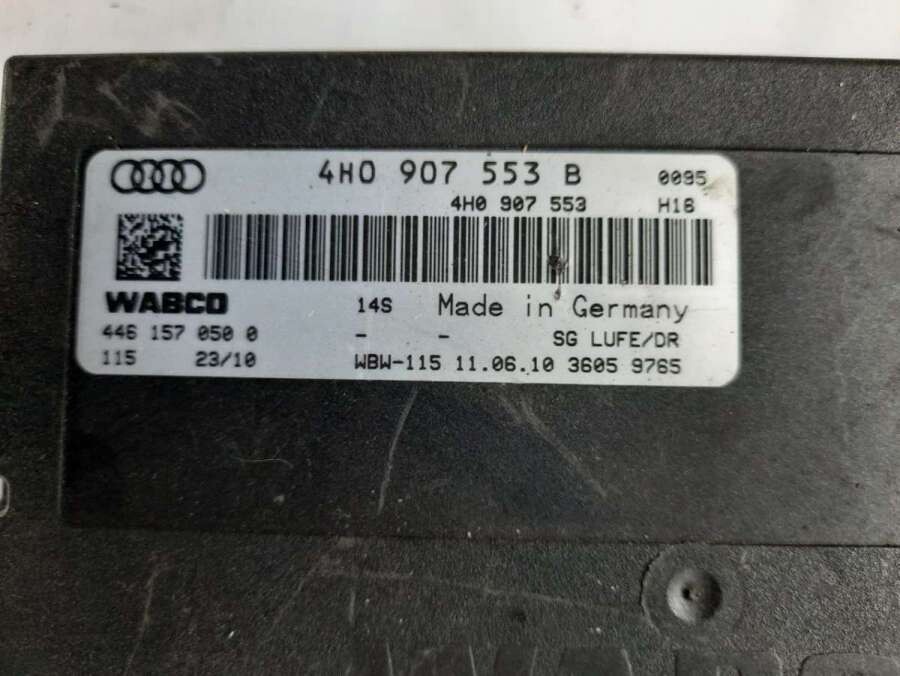 4H0 907 553 B 0095
4H0 907 553 H16
WABCO 14S Made in Germany
446 157 050 0 - - SG LUFE/DR
115 23/10 WBW-115 11.06.10 3605 9765